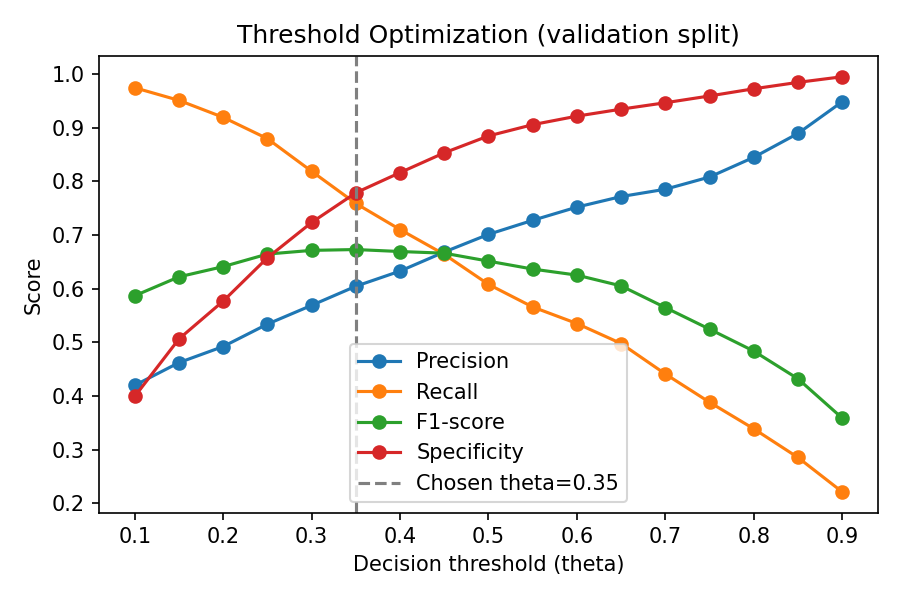 Threshold Optimization (validation split)
Score
1.0
0.9
0.8
0.7
0.6
0.5
0.4
0.3
0.2
Precision
Recall
F1-score
Specificity
Chosen theta=0.35
0.1 0.2 0.3 0.4 0.5 0.6 0.7 0.8 0.9
Decision threshold (theta)